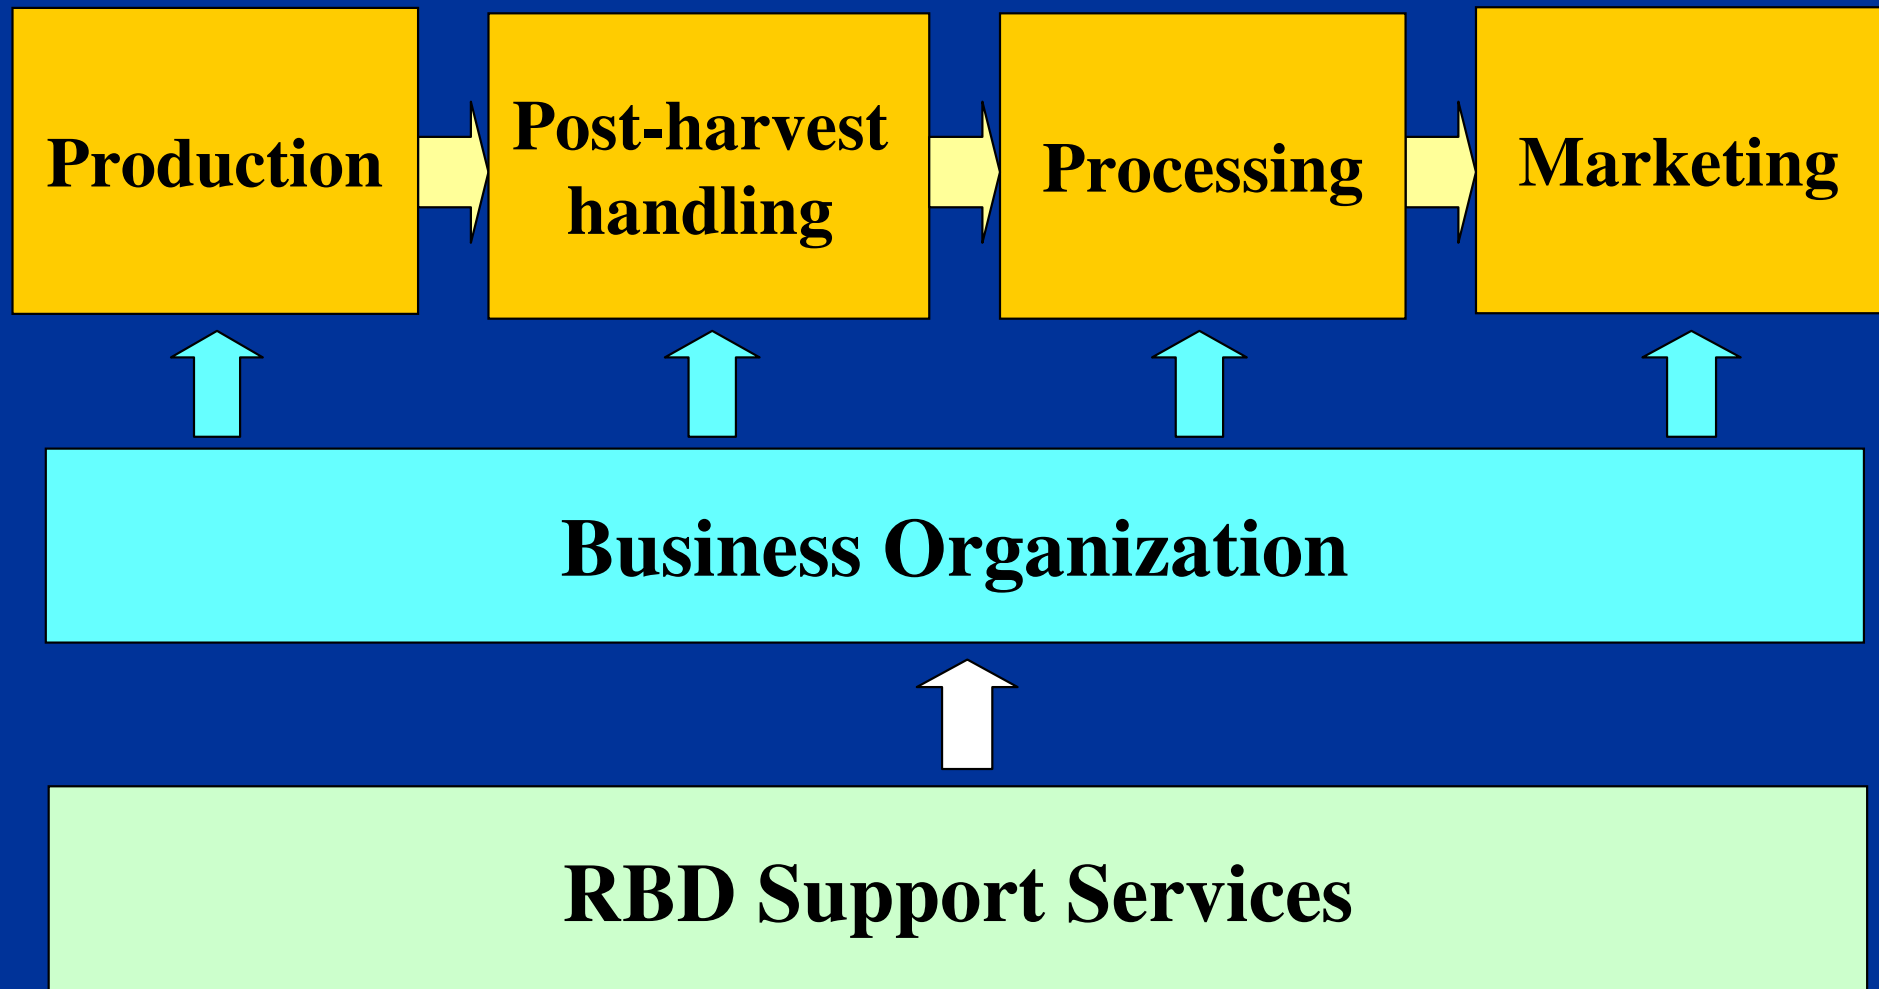 Production
Post-harvest
handling
Processing
Marketing
Business Organization
RBD Support Services